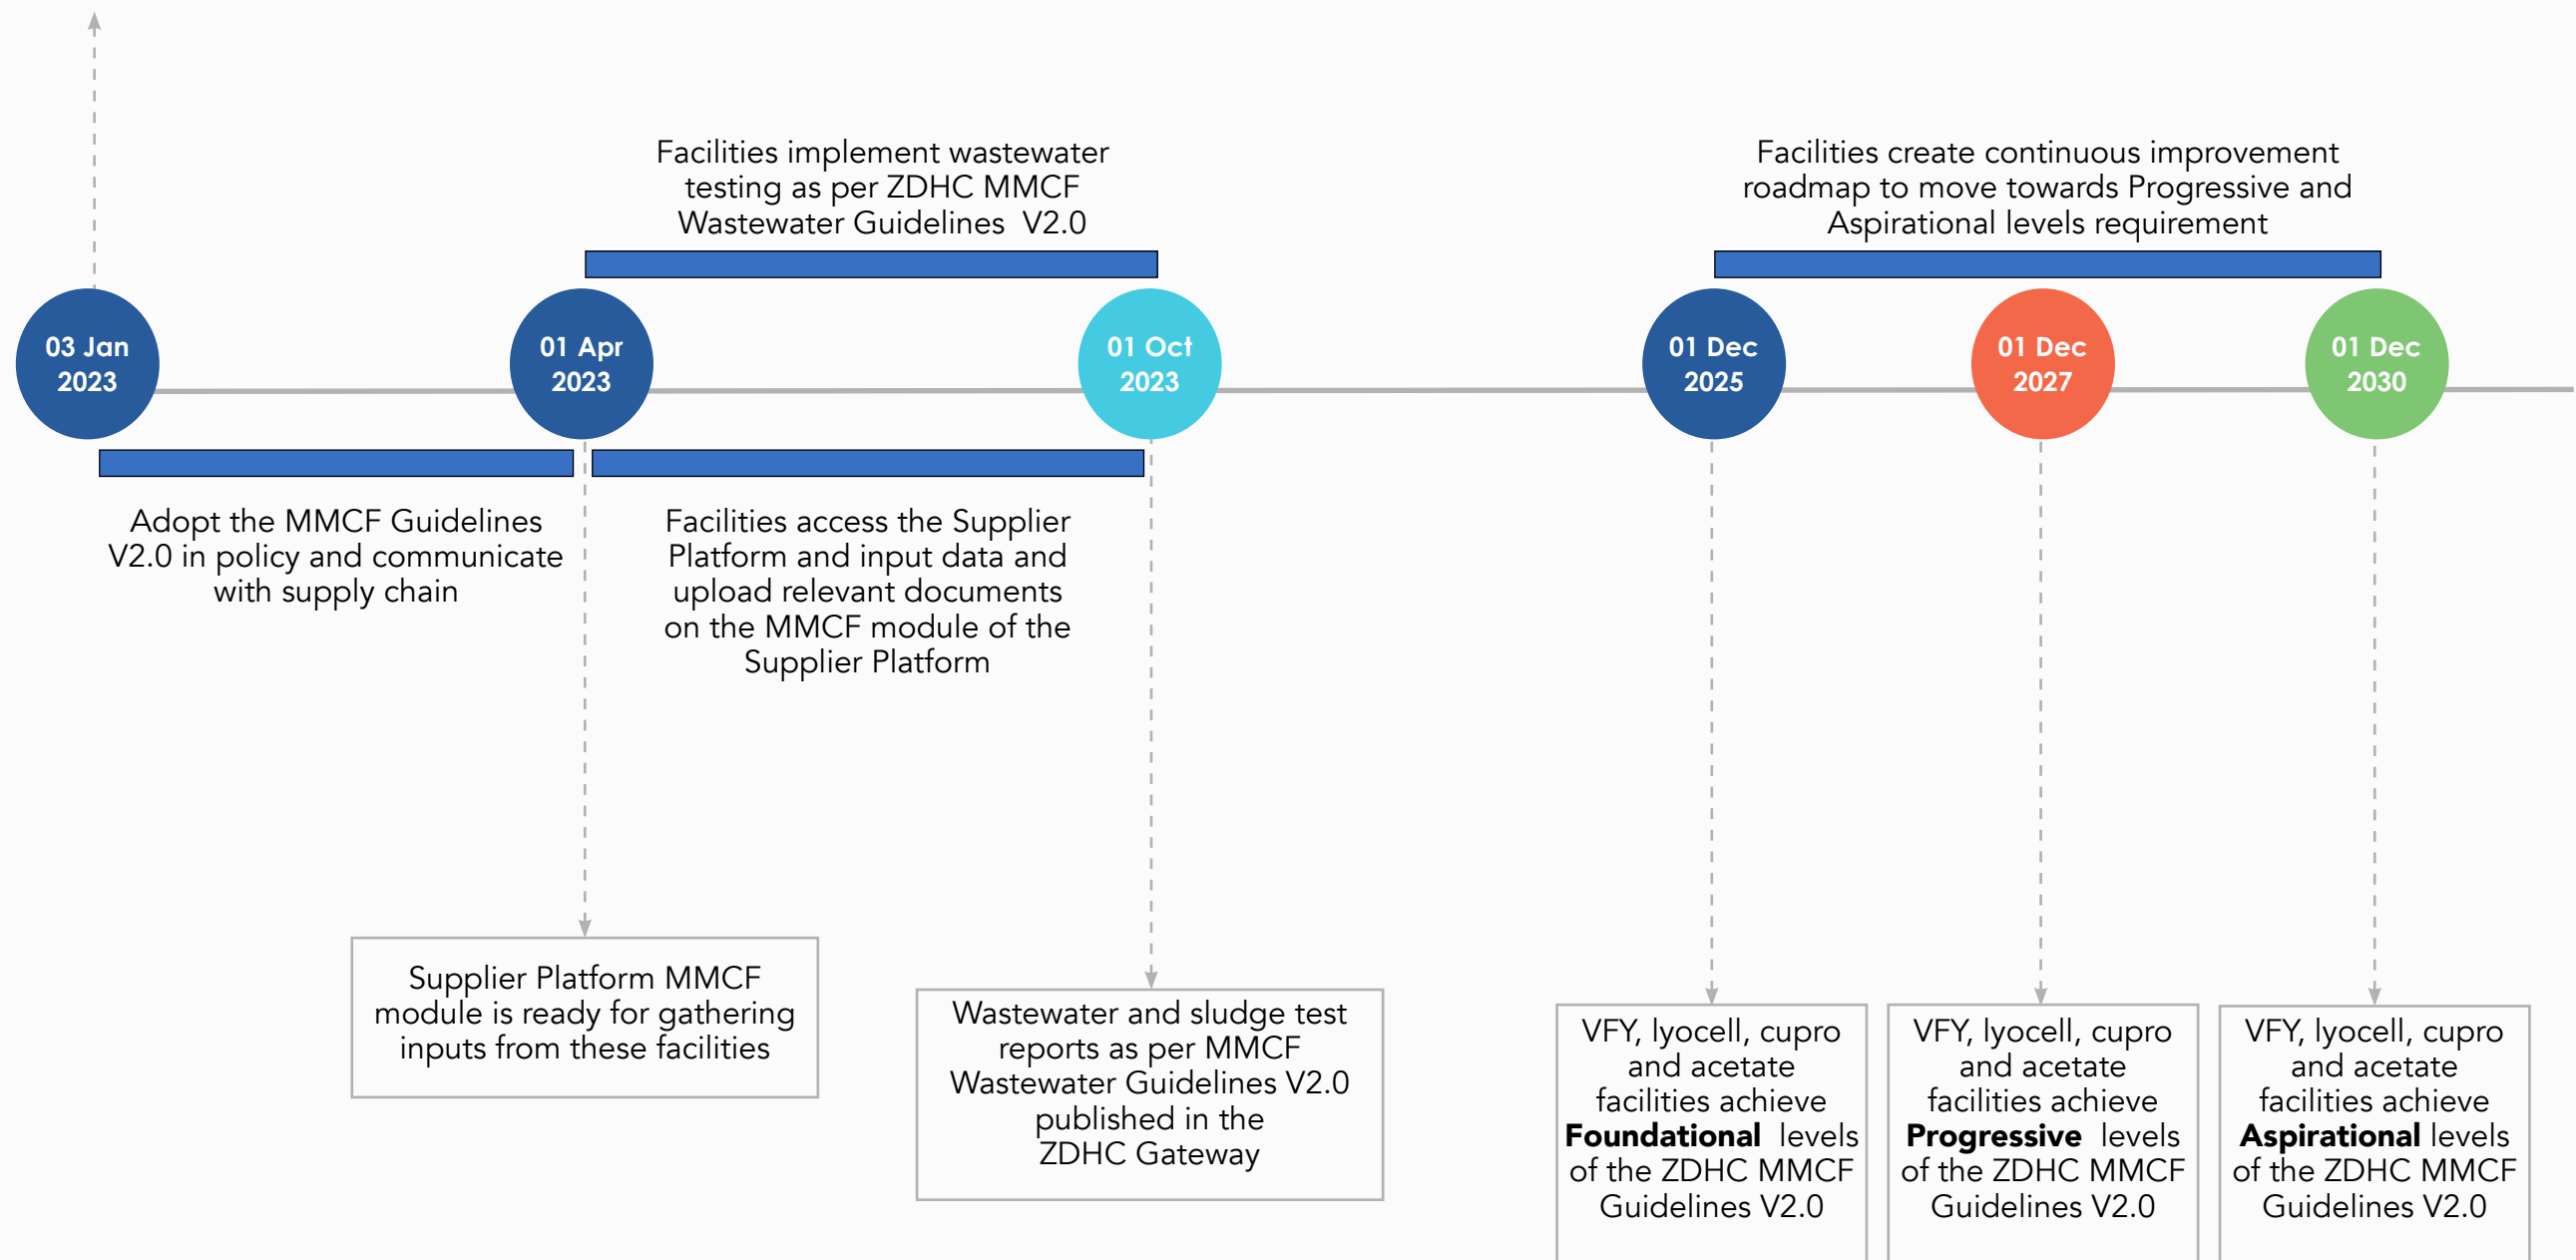 Facilities implement wastewater
testing as per ZDHC MMCF
Wastewater Guidelines V2.0
Facilities create continuous improvement
roadmap to move towards Progressive and
Aspirational levels requirement
03 Jan
2023
01 Apr
2023
01 Oct
2023
01 Dec
2025
01 Dec
2027
01 Dec
2030
Adopt the MMCF Guidelines
V2.0 in policy and communicate
with supply chain
Facilities access the Supplier
Platform and input data and
upload relevant documents
on the MMCF module of the
Supplier Platform
Supplier Platform MMCF
module is ready for gathering
inputs from these facilities
Wastewater and sludge test
reports as per MMCF
Wastewater Guidelines V2.0
published in the
ZDHC Gateway
VFY, lyocell, cupro
and acetate
facilities achieve
Foundational levels
of the ZDHC MMCF
Guidelines V2.0
VFY, lyocell, cupro
and acetate
facilities achieve
Progressive levels
of the ZDHC MMCF
Guidelines V2.0
VFY, lyocell, cupro
and acetate
facilities achieve
Aspirational levels
of the ZDHC MMCF
Guidelines V2.0